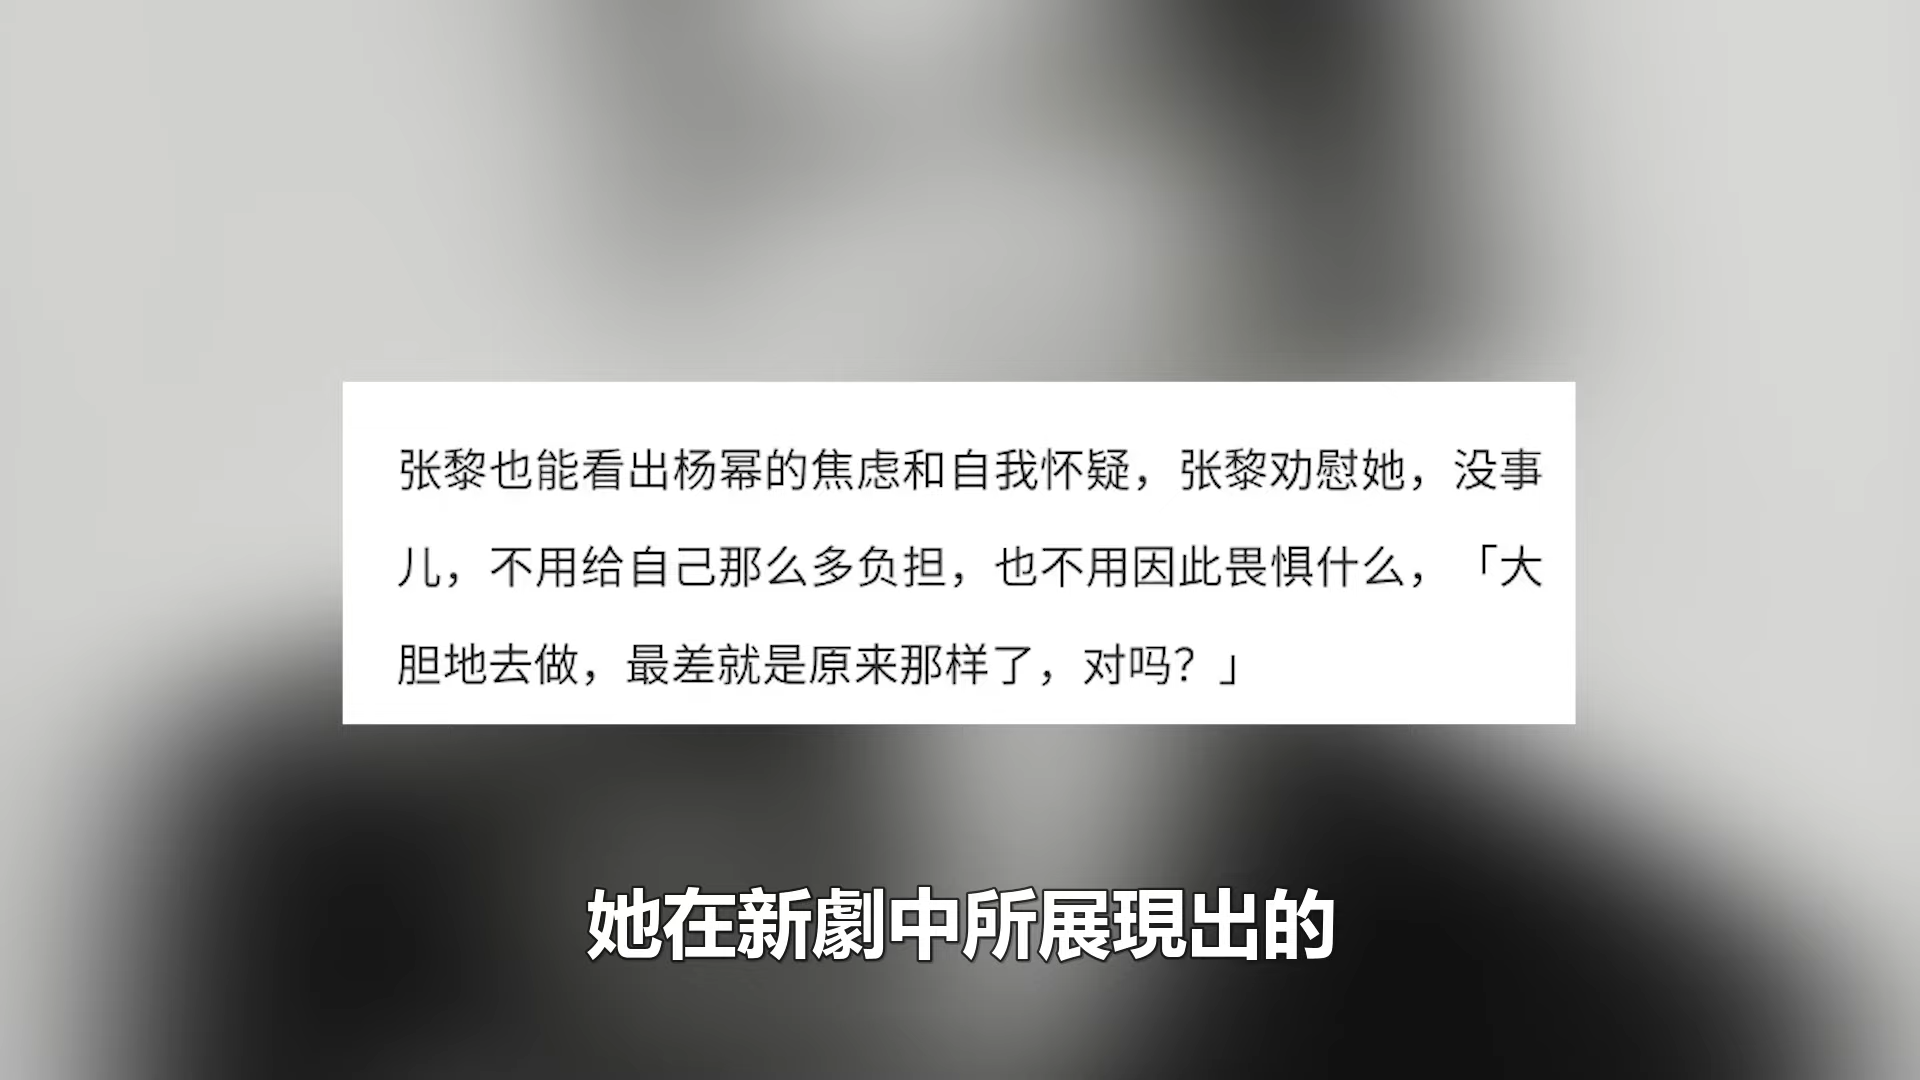 张黎也能看出杨幂的焦虑和自我怀疑，张黎劝慰她，没事
儿，不用给自己那么多负担，也不用因此畏惧什么，「大
胆地去做，最差就是原来那样了，对吗？」
她在新劇中所展現出的